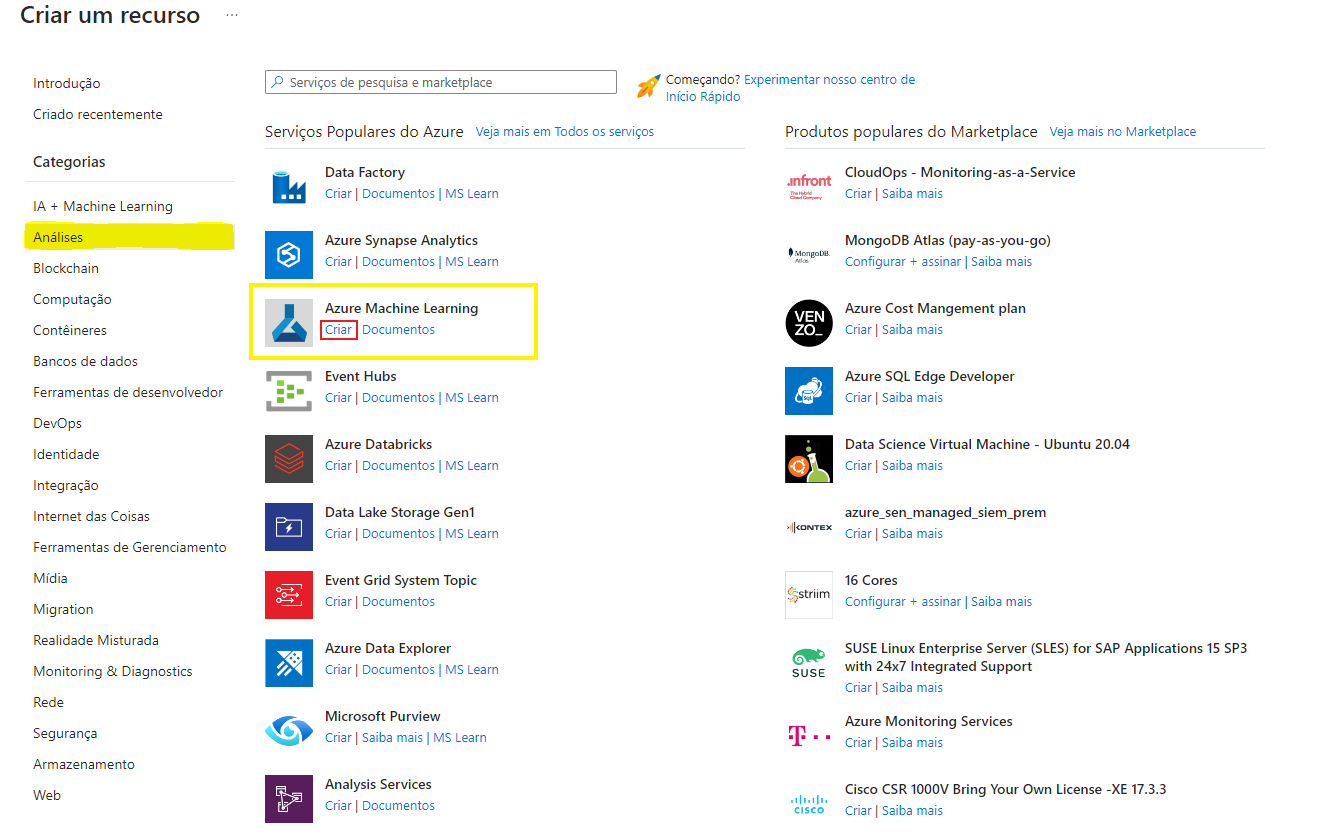 Criar um recurso ...
Introdução
Criado recentemente
Categorias
IA + Machine Learning
Análises
Blockchain
Computação
Contêineres
Bancos de dados
Ferramentas de desenvolvedor
DevOps
Identidade
Integração
Internet das Coisas
Ferramentas de Gerenciamento
Mídia
Migration
Realidade Misturada
Monitoring & Diagnostics
Rede
Segurança
Armazenamento
Web
Serviços de pesquisa e marketplace
Começando? Experimentar nosso centro de
Início Rápido
Serviços Populares do Azure Veja mais em Todos os serviços
Data Factory
Criar | Documentos | MS Learn
Azure Synapse Analytics
Criar | Documentos | MS Learn
Azure Machine Learning
Criar Documentos
Event Hubs
Criar | Documentos | MS Learn
Azure Databricks
Criar | Documentos | MS Learn
Data Lake Storage Gen1
Criar | Documentos | MS Learn
Event Grid System Topic
Criar | Documentos
Azure Data Explorer
Criar | Documentos | MS Learn
Microsoft Purview
Criar | Saiba mais | MS Learn
Analysis Services
Criar | Documentos
Produtos populares do Marketplace Veja mais no Marketplace
.infront
The Hybrid
Cloud Company
CloudOps - Monitoring-as-a-Service
Criar | Saiba mais
MongoDB.
Atlas
MongoDB Atlas (pay-as-you-go)
Configurar + assinar | Saiba mais
VEN
ZO_
Azure Cost Mangement plan
Criar | Saiba mais
SQL
Azure SQL Edge Developer
Criar | Saiba mais
Data Science Virtual Machine - Ubuntu 20.04
Criar | Saiba mais
KONTEX
azure_sen_managed_siem_prem
Criar | Saiba mais
striim
16 Cores
Configurar + assinar | Saiba mais
SUSE
SUSE Linux Enterprise Server (SLES) for SAP Applications 15 SP3
with 24x7 Integrated Support
Criar | Saiba mais
T
Azure Monitoring Services
Criar | Saiba mais
CISCO
Cisco CSR 1000V Bring Your Own License -XE 17.3.3
Criar | Saiba mais